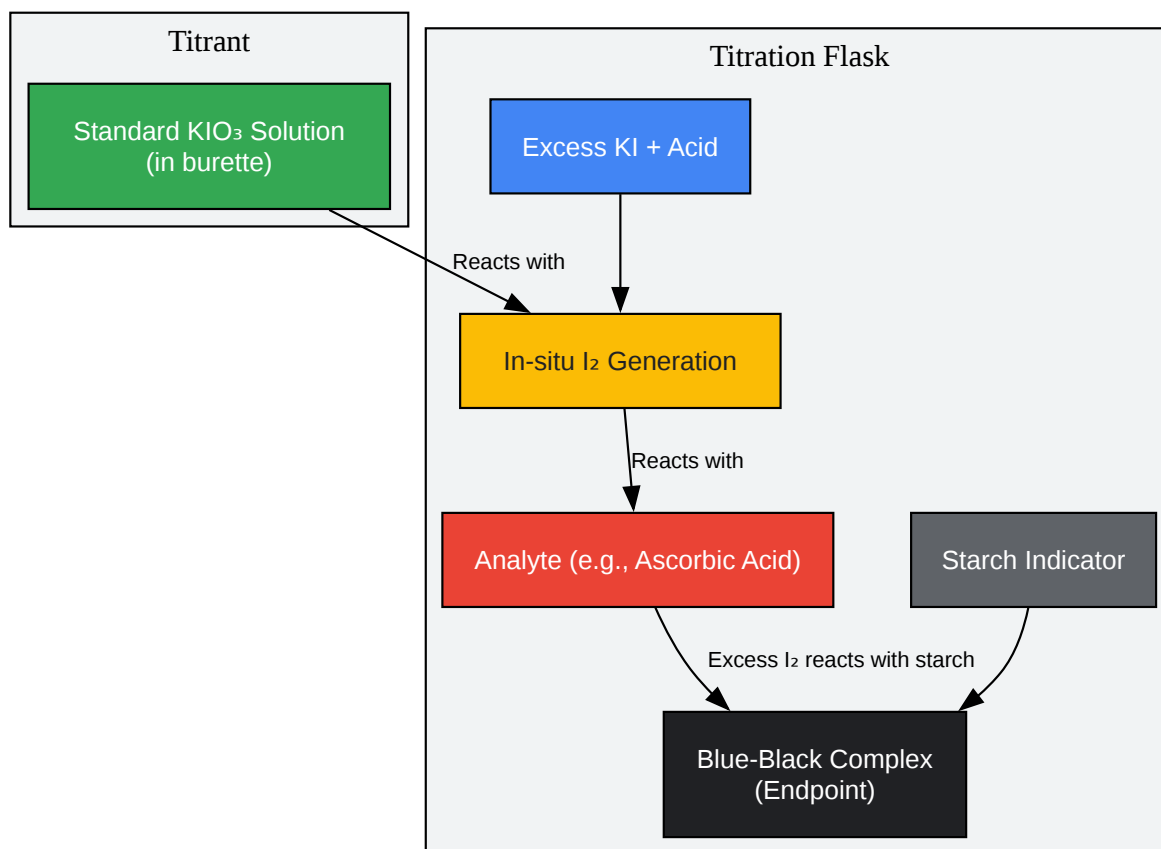 Titrant
Standard KIO₃ Solution
(in burette)
Titration Flask
Excess KI + Acid
Reacts with
In-situ I₂ Generation
Reacts with
Analyte (e.g., Ascorbic Acid)
Starch Indicator
Excess I₂ reacts with starch
Blue-Black Complex
(Endpoint)